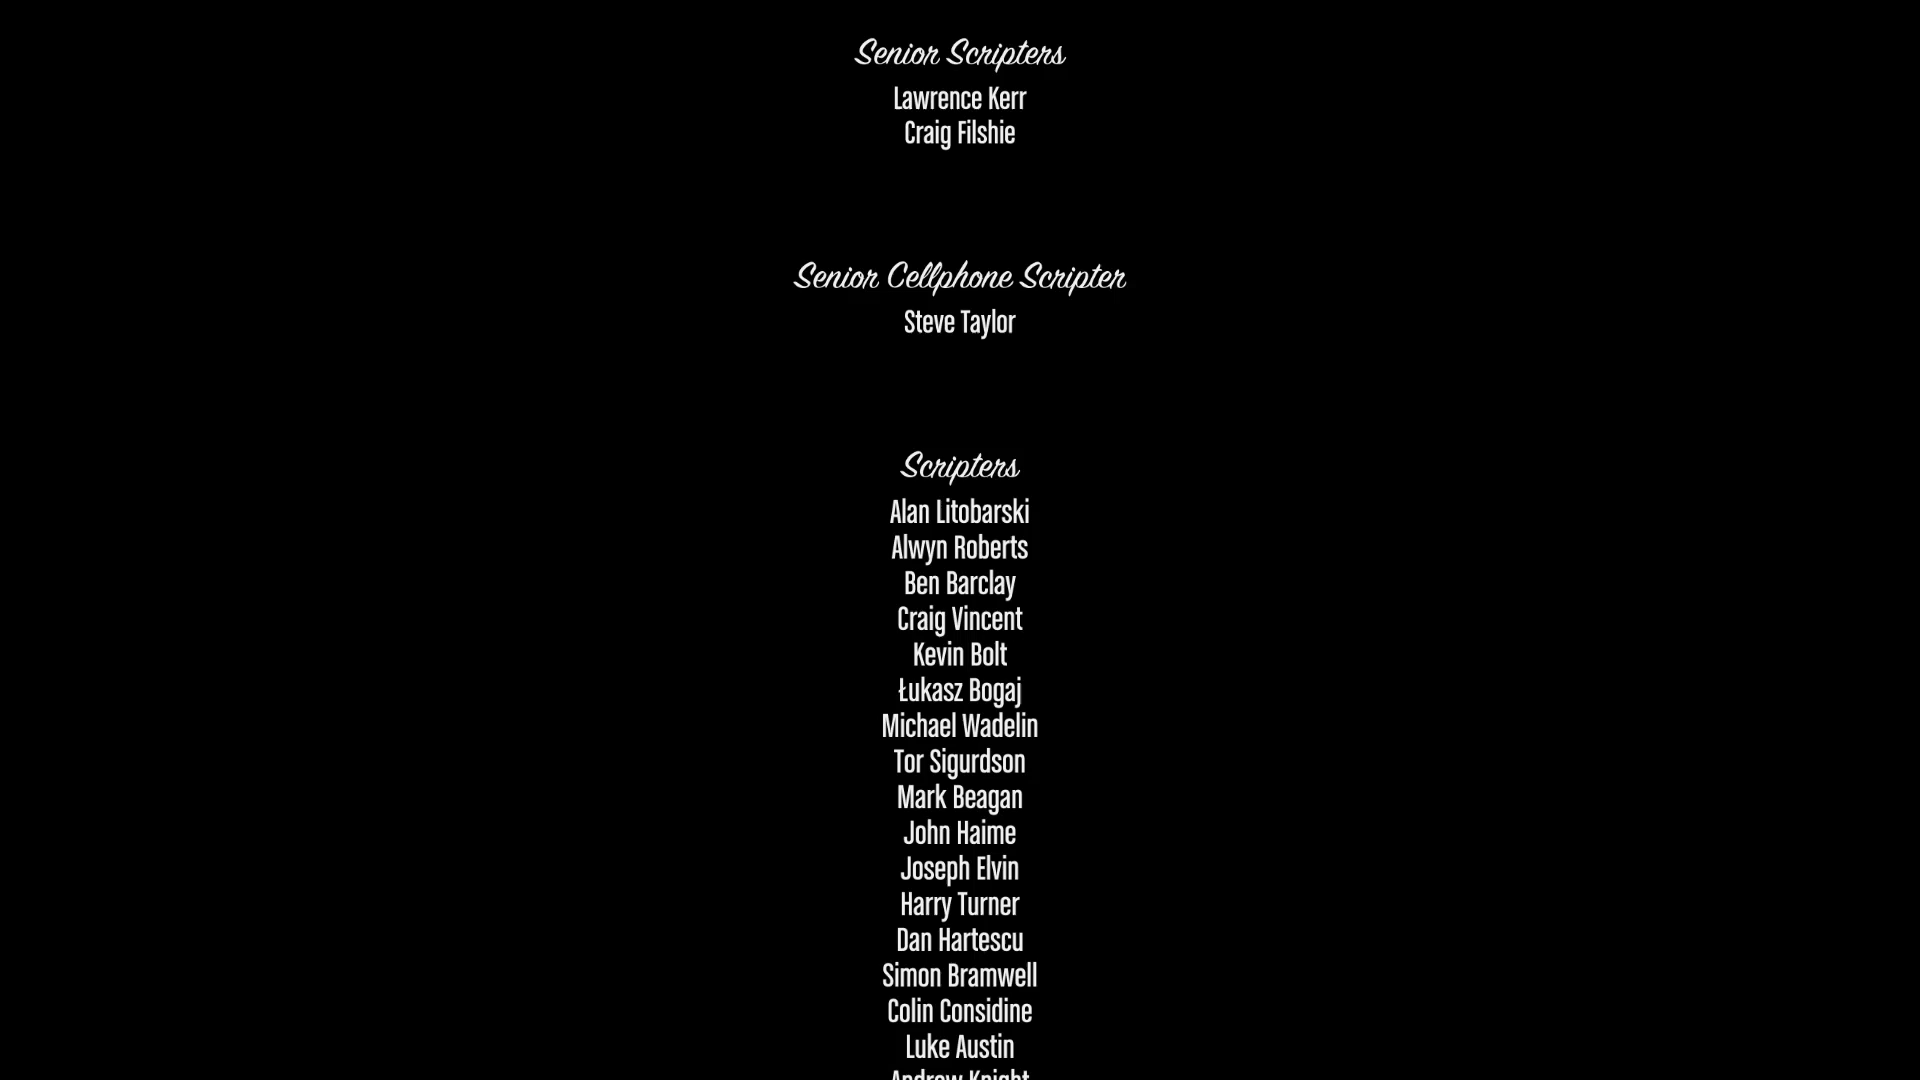 Senior Scripters
Lawrence Kerr
Craig Filshie
Senior Cellphone Scripter
Steve Taylor
Scripters
Alan Litobarski
Alwyn Roberts
Ben Barclay
Craig Vincent
Kevin Bolt
Łukasz Bogaj
Michael Wadelin
Tor Sigurdson
Mark Beagan
John Haime
Joseph Elvin
Harry Turner
Dan Hartescu
Simon Bramwell
Colin Considine
Luke Austin
Andrew Knight